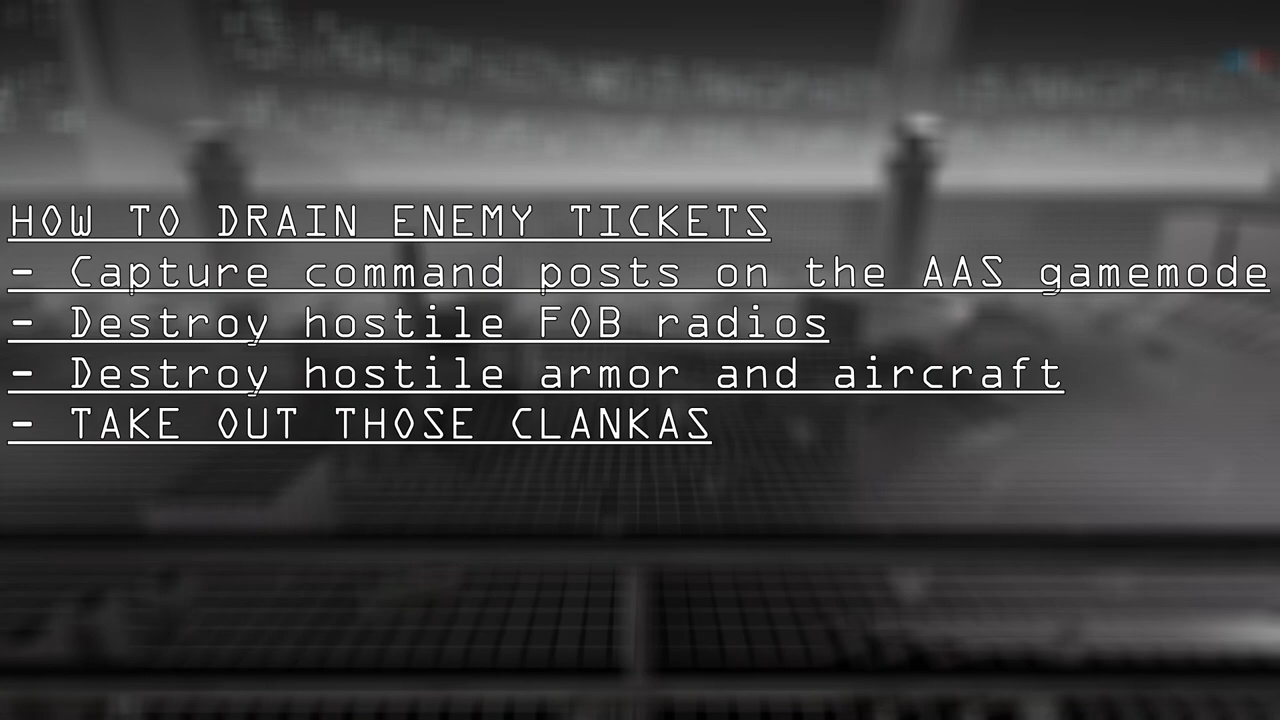 HOW TO DRAIN ENEMY TICKETS
- Capture command posts on the AAS gamemode
- Destroy hostile FOB radios
- Destroy hostile armor and aircraft
- TAKE OUT THOSE CLANKAS